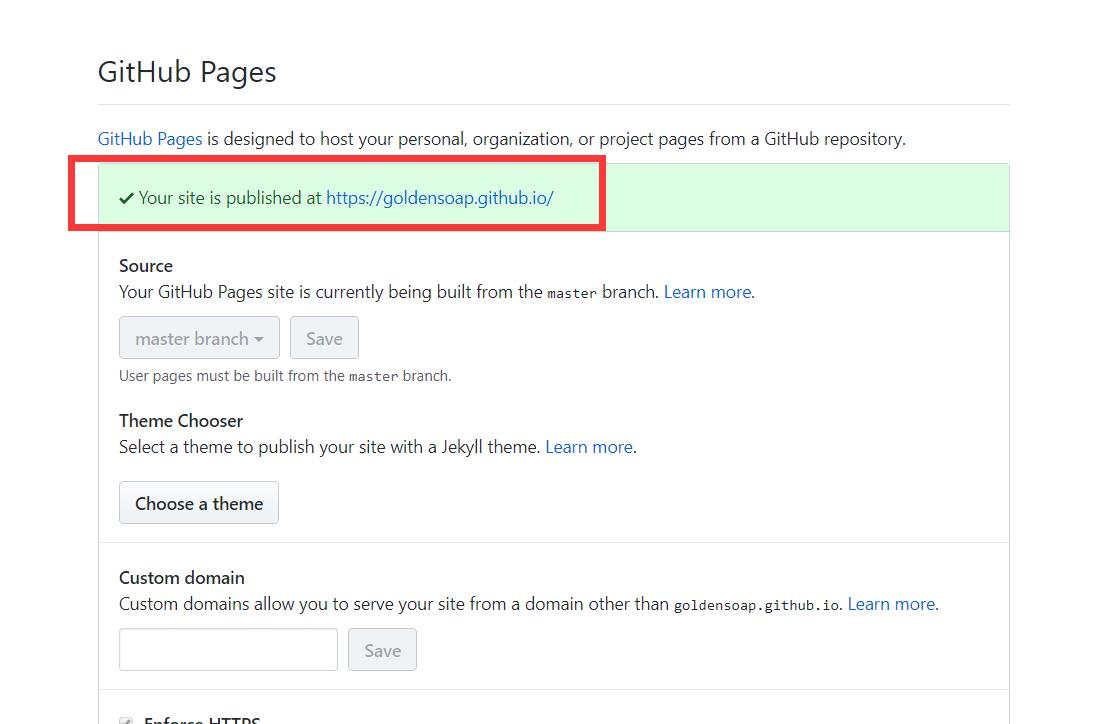 GitHub Pages
GitHub Pages is designed to host your personal, organization, or project pages from a GitHub repository.
Your site is published at https://goldensoap.github.io/
Source
Your GitHub Pages site is currently being built from the master branch. Learn more.
master branch
Save
User pages must be built from the master branch.
Theme Chooser
Select a theme to publish your site with a Jekyll theme. Learn more.
Choose a theme
Custom domain
Custom domains allow you to serve your site from a domain other than goldensoap.github.io. Learn more.
Save
Enforce HTTPS